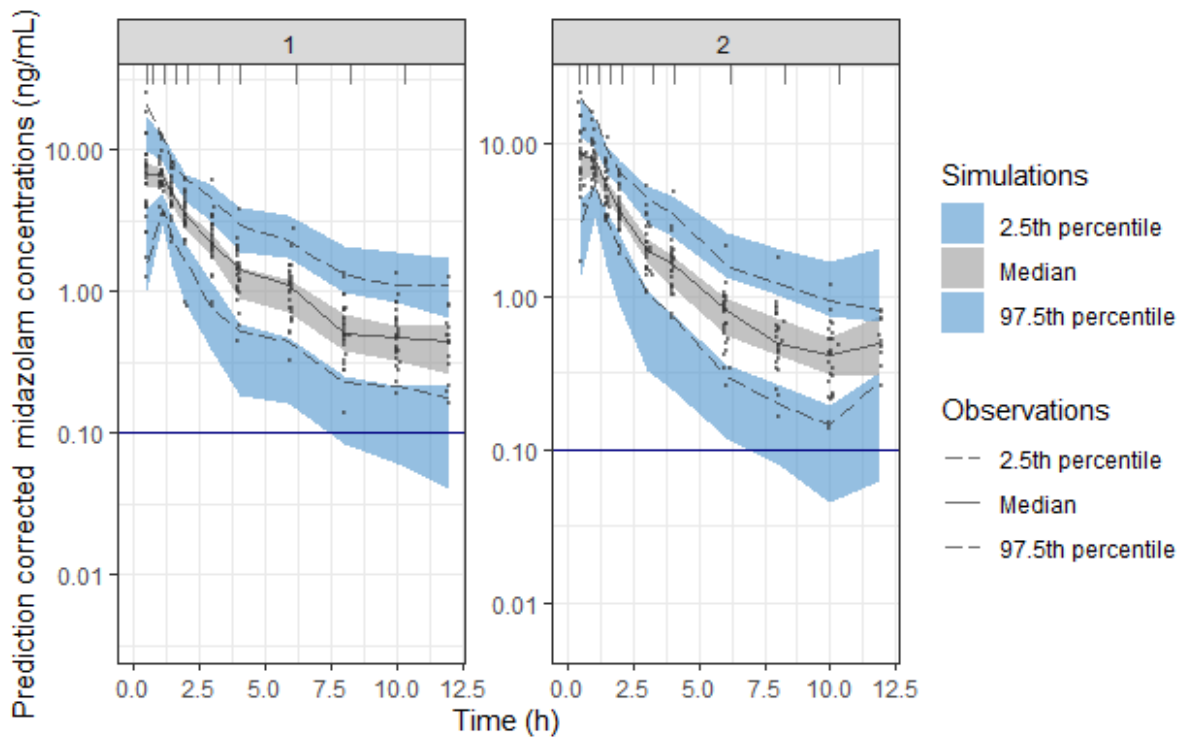 Prediction corrected midazolam concentrations (ng/mL)
1
2
10.00
1.00
0.10
0.01
10.00
1.00
0.10
0.01
0.0 2.5 5.0 7.5 10.0 12.5
0.0 2.5 5.0 7.5 10.0 12.5
Time (h)
Simulations
2.5th percentile
Median
97.5th percentile
Observations
2.5th percentile
Median
97.5th percentile